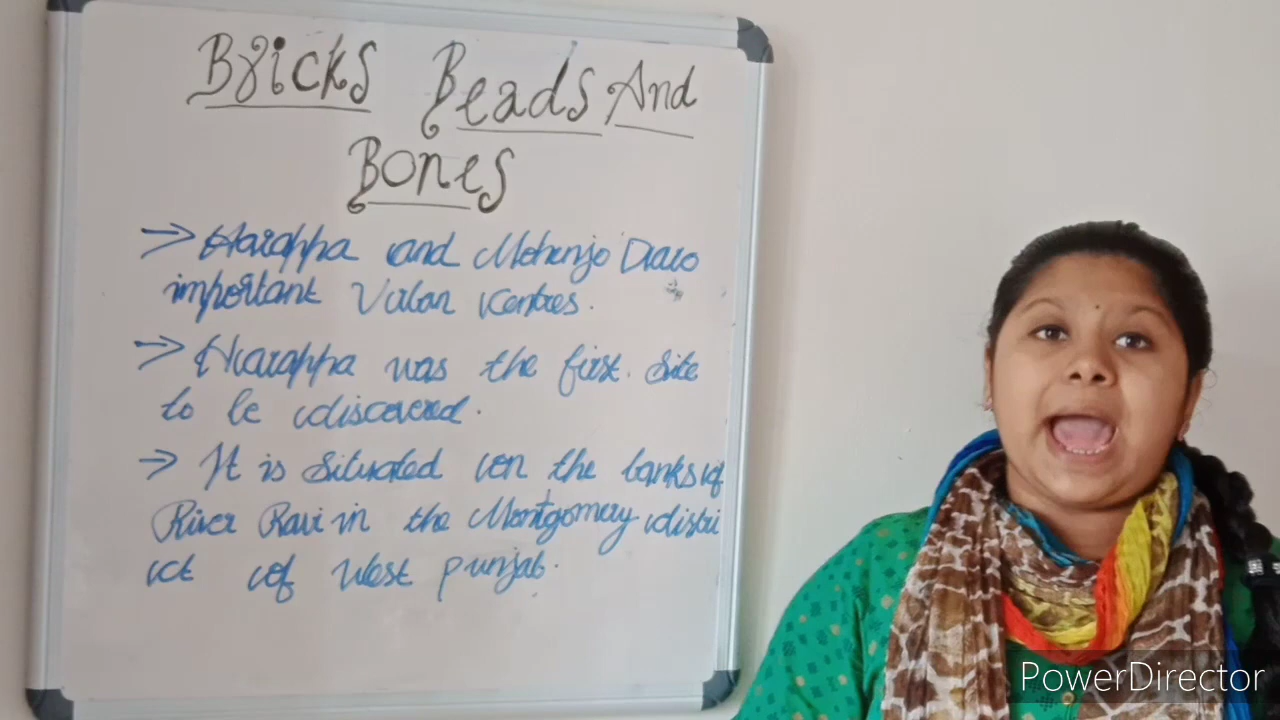 Bricks Beads And
Bones
→ Harappa and Mohenjo Daro
important Urban Centres.
→ Harappa was the first site
to be discovered.
→ It is situated on the banks of
River Ravi in the Montgomery distri
ict of West punjab.
PowerDirector